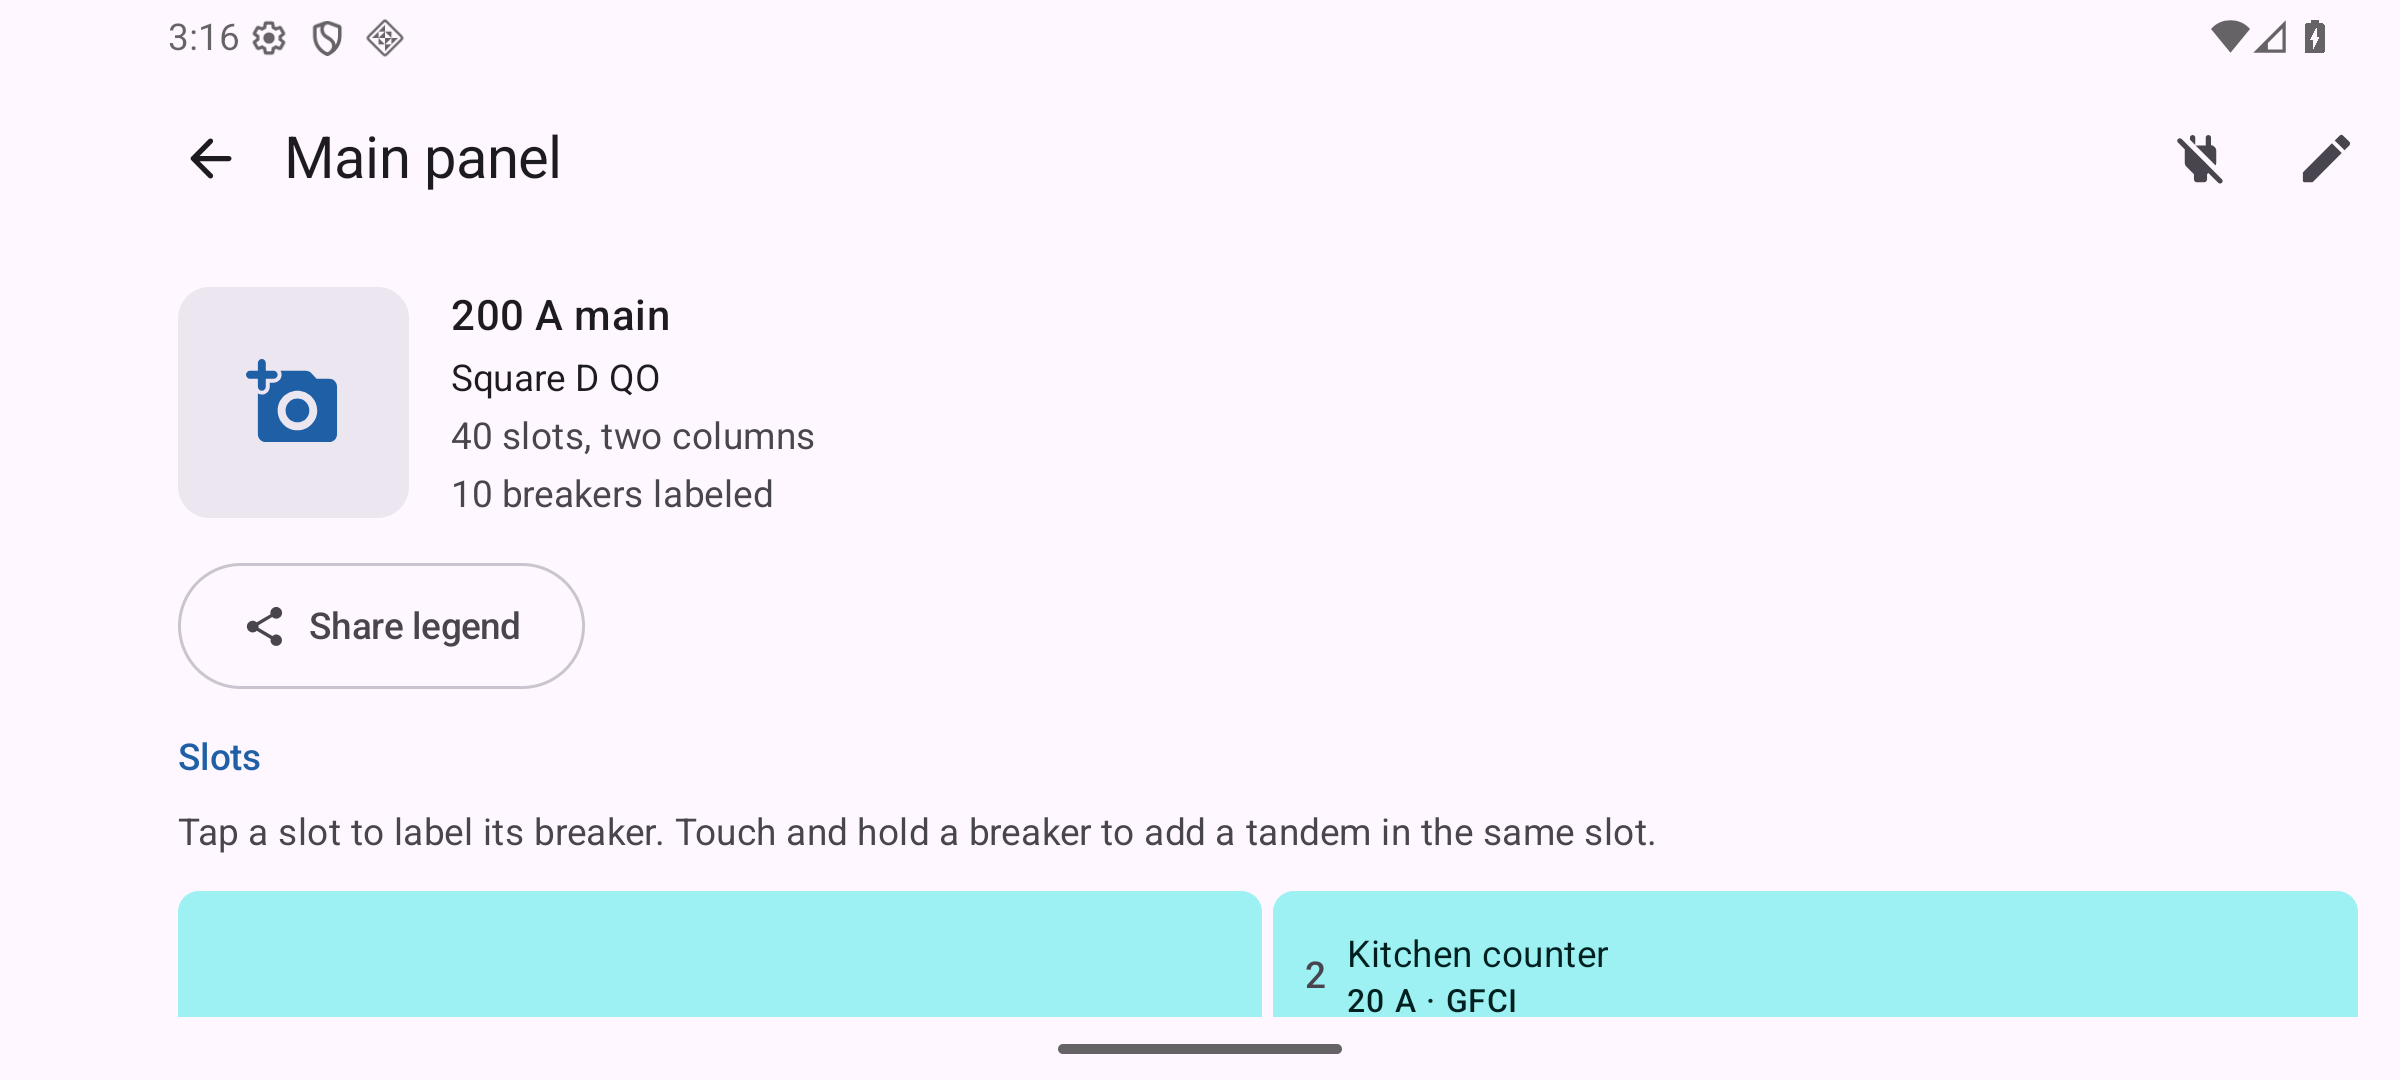 3:16
Main panel
200 A main
Square D QO
40 slots, two columns
10 breakers labeled
Share legend
Slots
Tap a slot to label its breaker. Touch and hold a breaker to add a tandem in the same slot.
2
Kitchen counter
20 A · GFCI